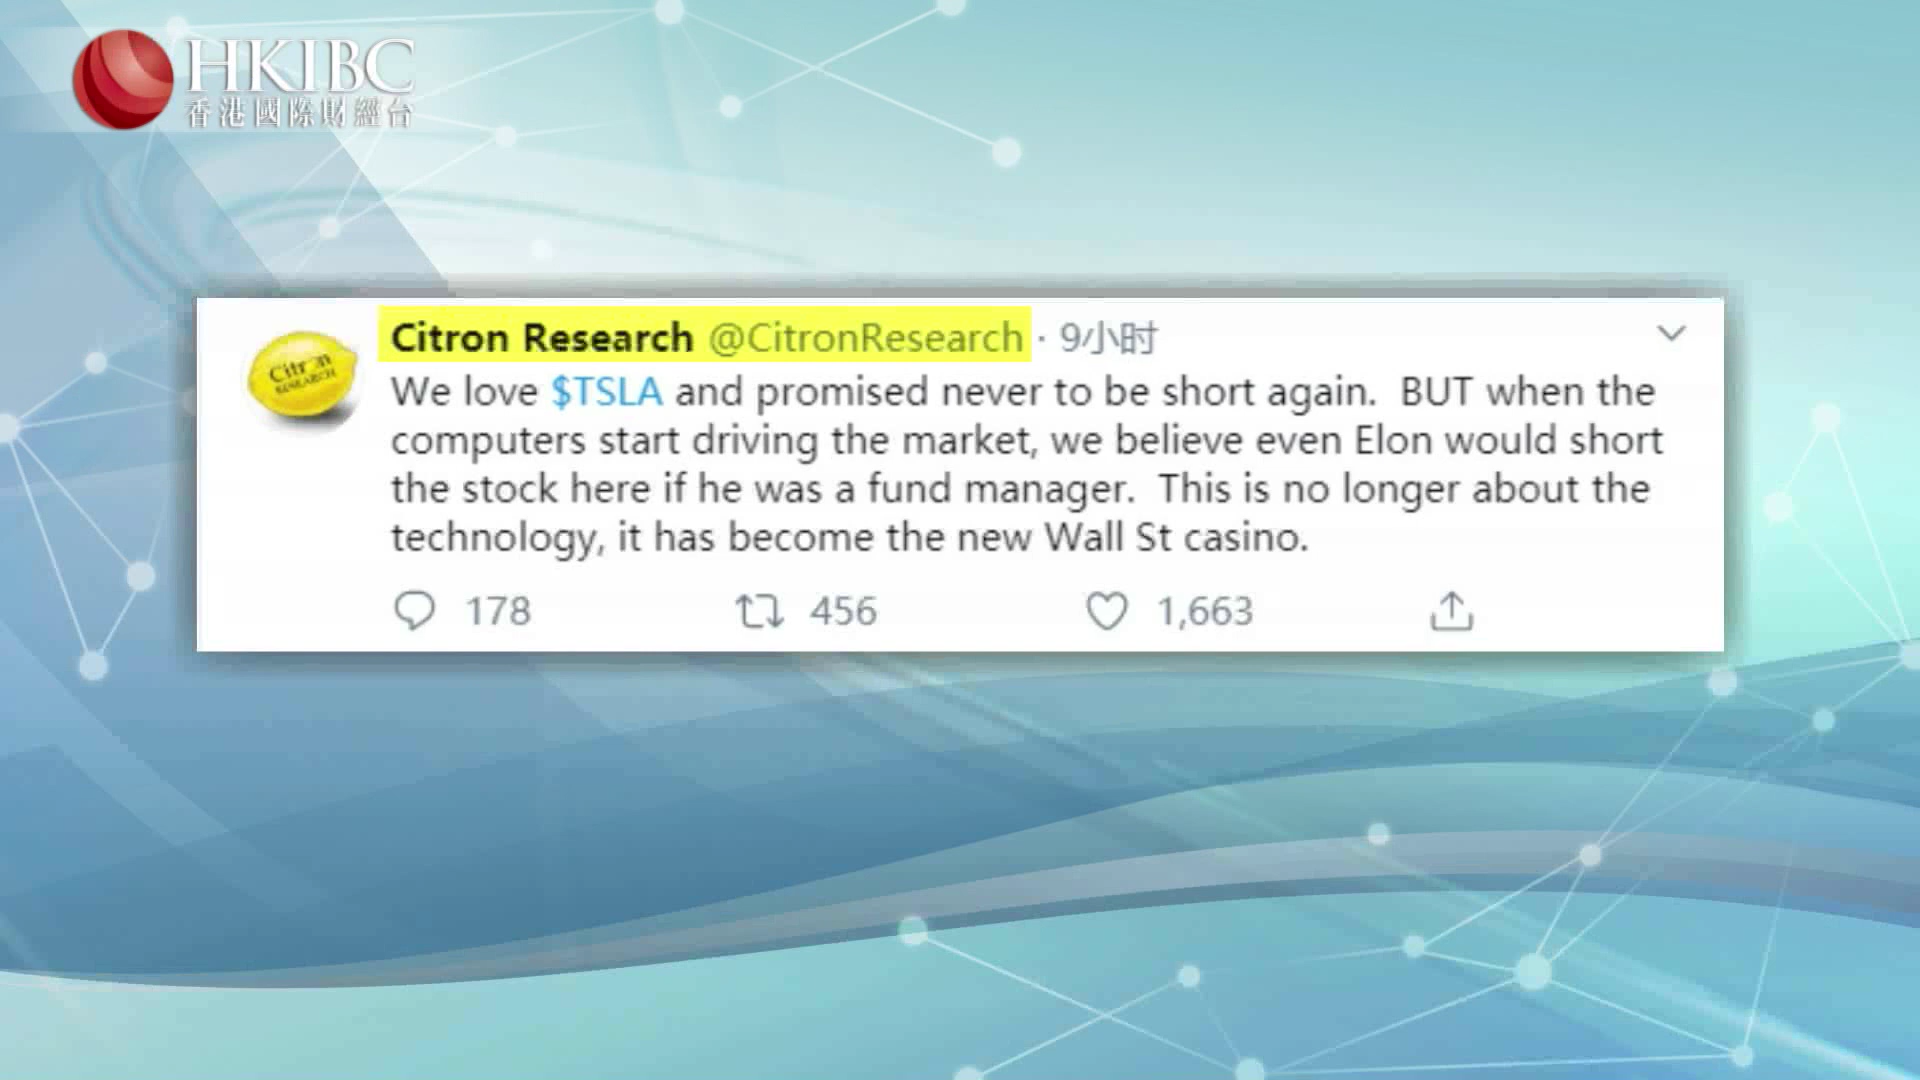 HKIBC
香港國際財經台
Citron Research @CitronResearch · 9小时
Citron
RESEARCH
We love $TSLA and promised never to be short again. BUT when the
computers start driving the market, we believe even Elon would short
the stock here if he was a fund manager. This is no longer about the
technology, it has become the new Wall St casino.
178 456 1,663